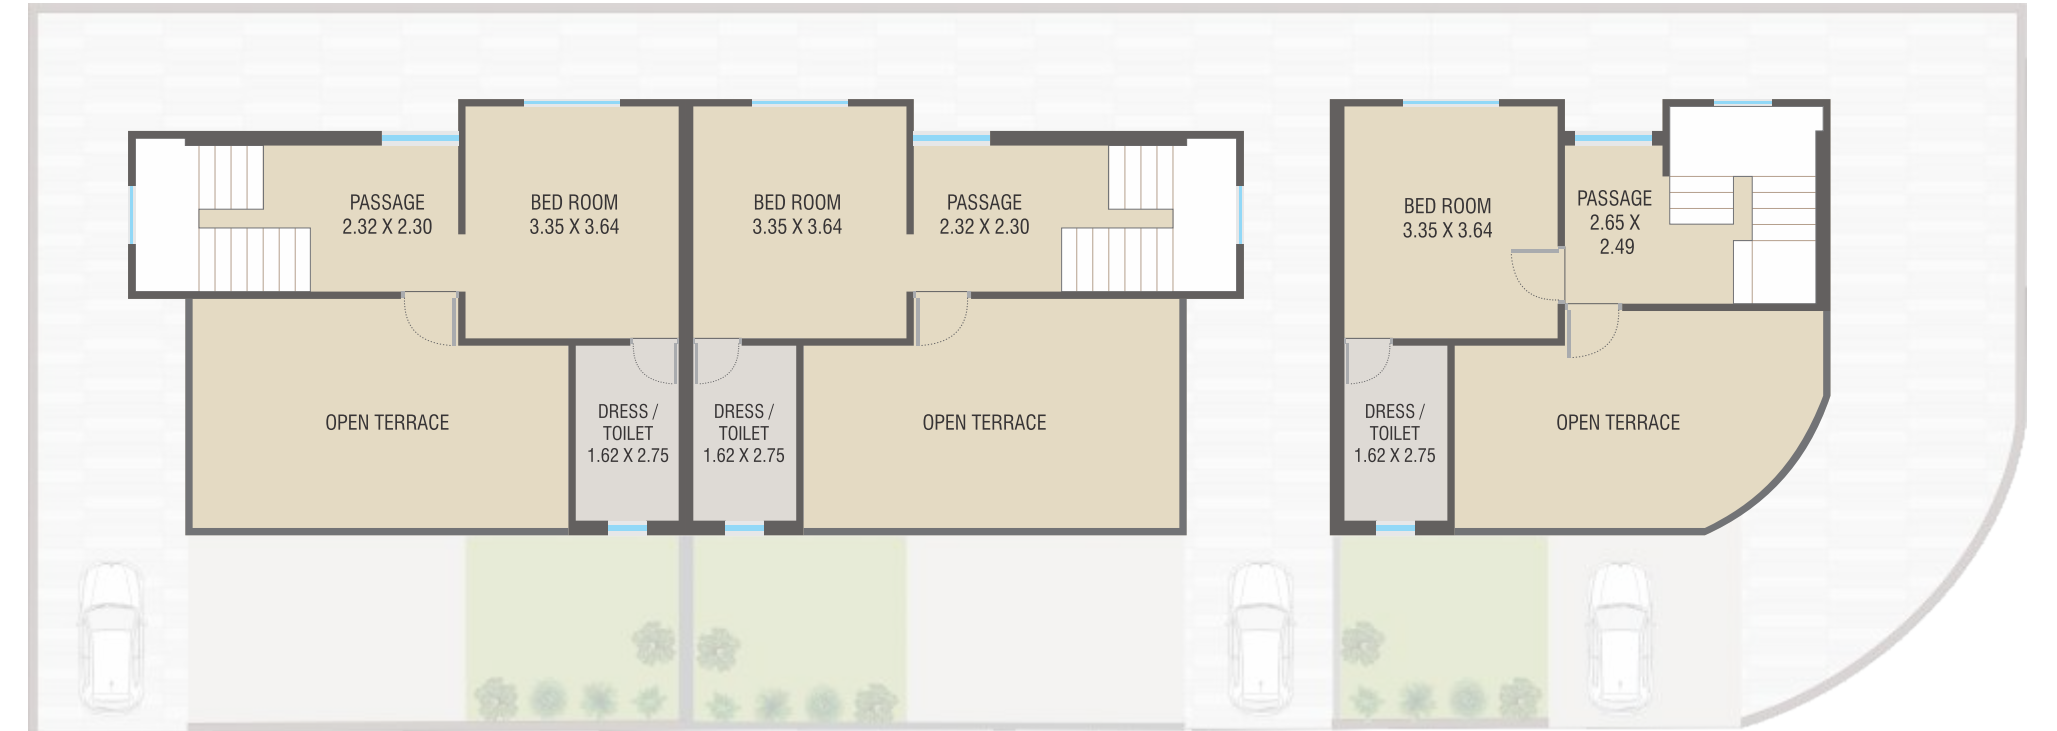 PASSAGE
2.32 X 2.30
BED ROOM
3.35 X 3.64
BED ROOM
3.35 X 3.64
PASSAGE
2.32 X 2.30
BED ROOM
3.35 X 3.64
PASSAGE
2.65 X
2.49
OPEN TERRACE
DRESS /
TOILET
1.62 X 2.75
DRESS /
TOILET
1.62 X 2.75
OPEN TERRACE
DRESS /
TOILET
1.62 X 2.75
OPEN TERRACE